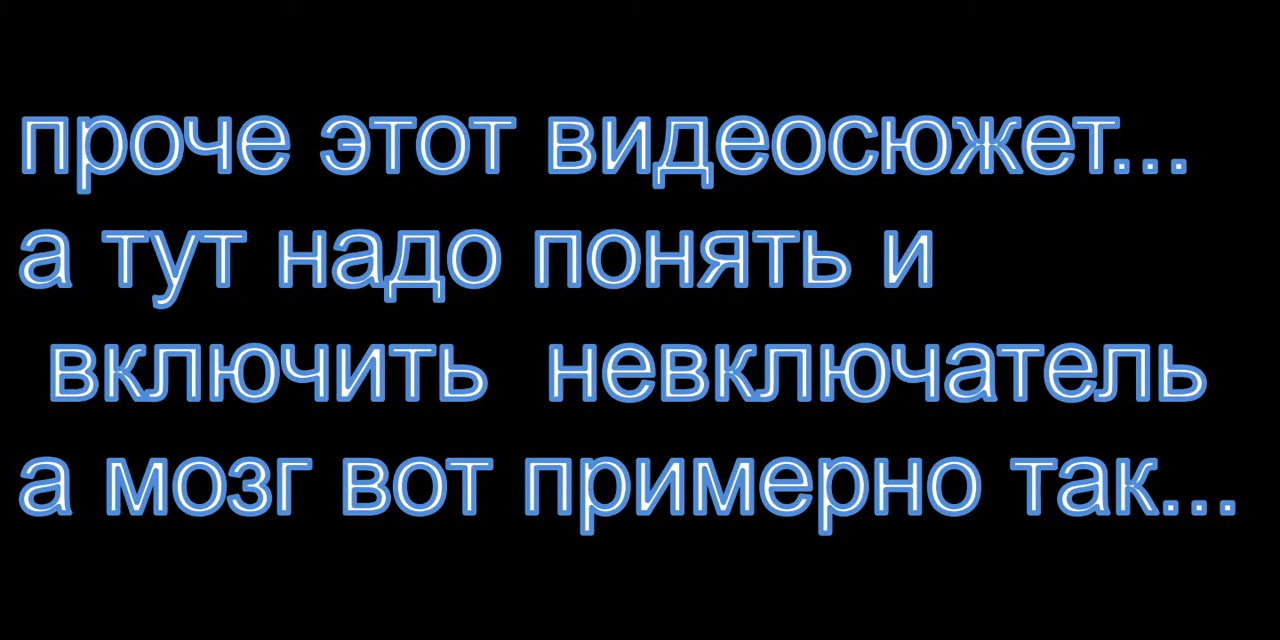 проче этот видеосюжет...
а тут надо понять и
включить невключатель
а мозг вот примерно так...